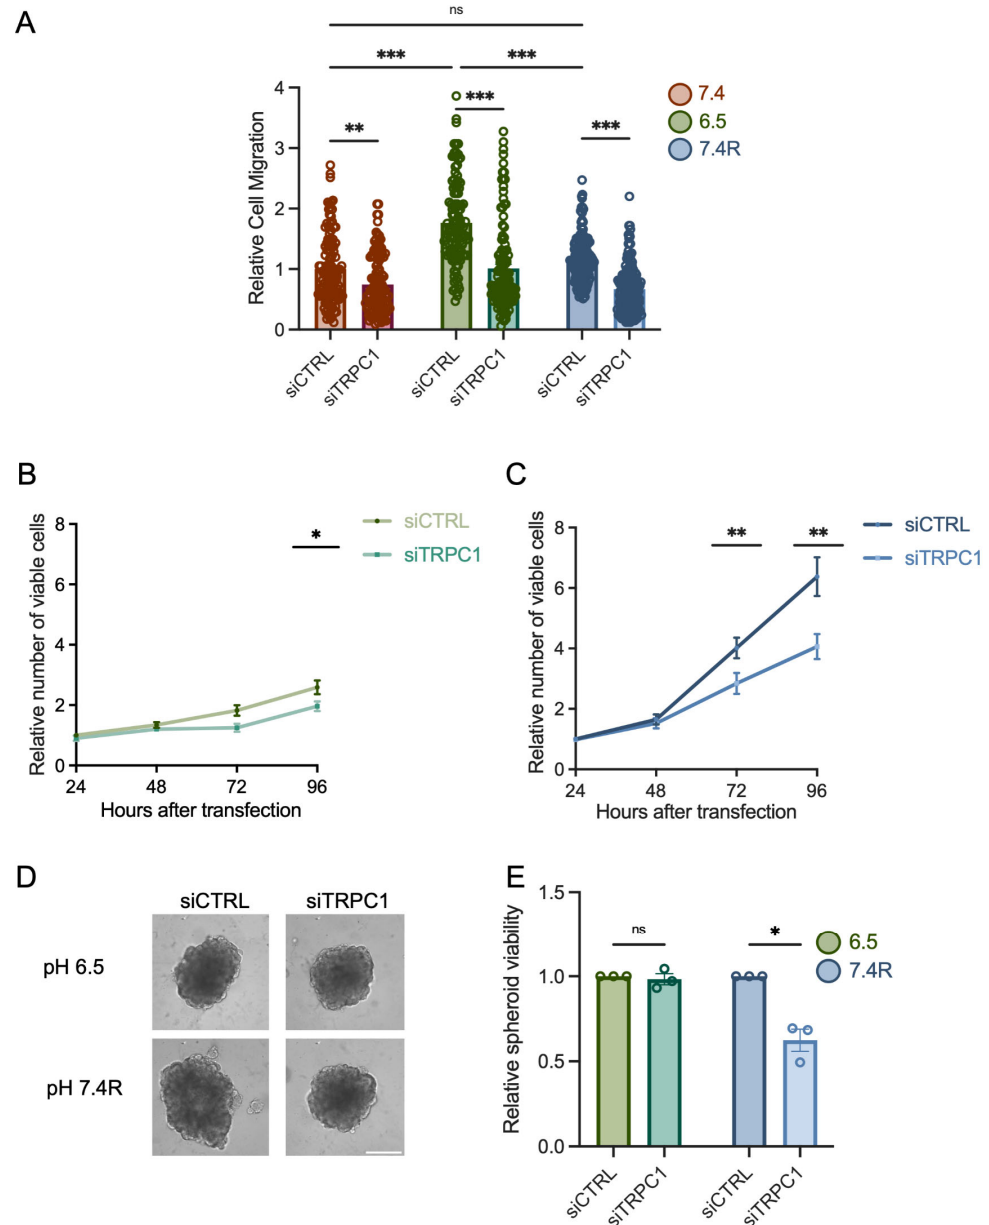 A
ns
*** ***
*** 
** ***
4
3
2
1
0
Relative Cell Migration
siCTRL siTRPC1 siCTRL siTRPC1 siCTRL siTRPC1
7.4
6.5
7.4R
B
8
6
4
2
0
Relative number of viable cells
24 48 72 96
Hours after transfection
*
siCTRL
siTRPC1
C
8
6
4
2
0
Relative number of viable cells
24 48 72 96
Hours after transfection
** **
siCTRL
siTRPC1
D
siCTRL siTRPC1
pH 6.5
pH 7.4R
E
1.5
1.0
0.5
0.0
Relative spheroid viability
ns *
siCTRL siTRPC1 siCTRL siTRPC1
6.5
7.4R